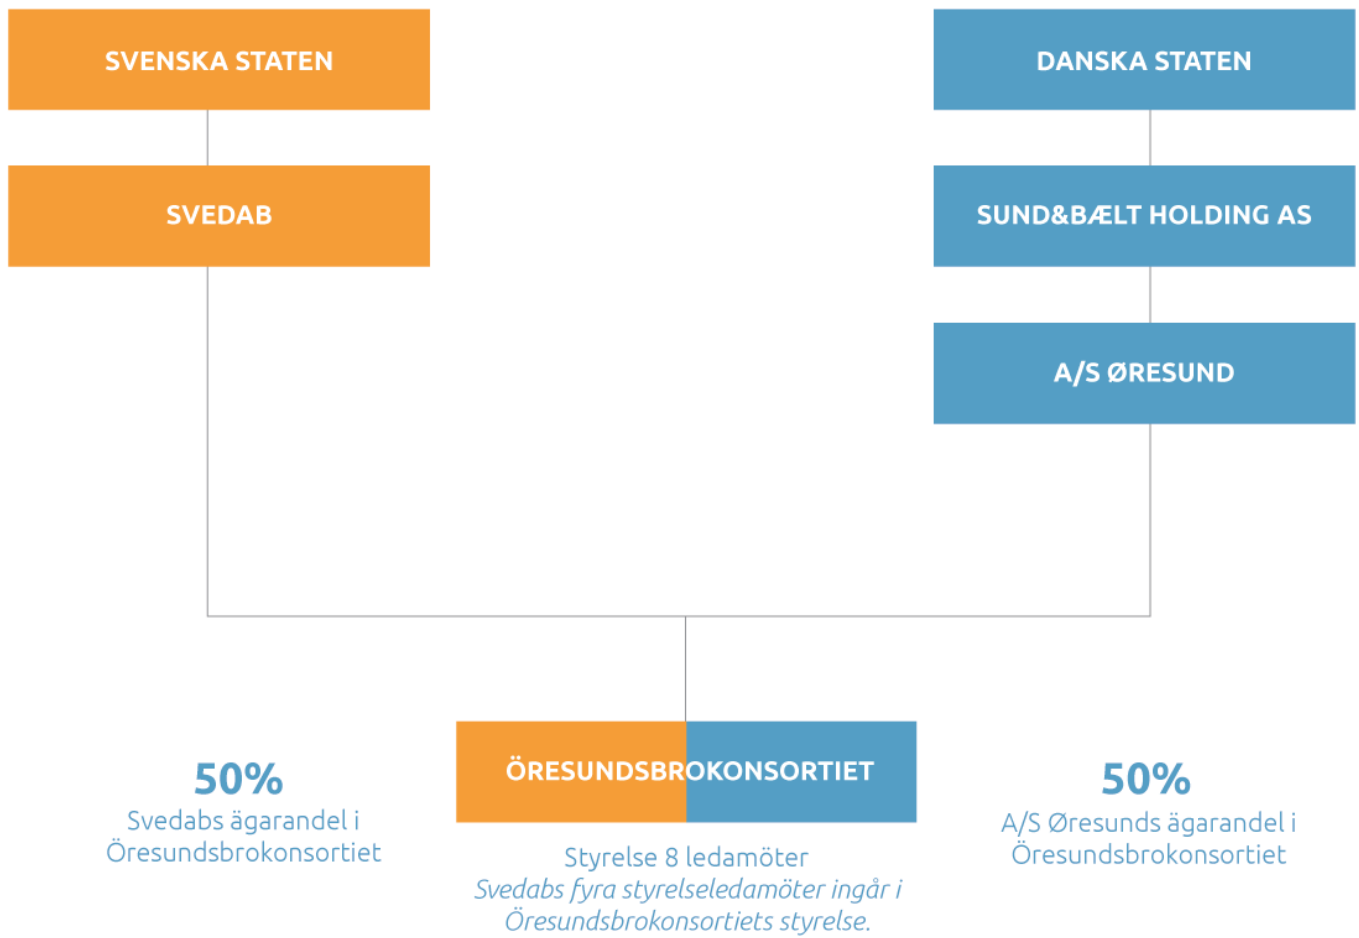 SVENSKA STATEN
DANSKA STATEN
SVEDAB
SUND&BÆLT HOLDING AS
A/S ØRESUND
ÖRESUNDSBROKONSORTIET
50%
Svedabs ägarandel i
Öresundsbrokonsortiet
Styrelse 8 ledamöter
Svedabs fyra styrelseledamöter ingår i
Öresundsbrokonsortiets styrelse.
50%
A/S Øresunds ägarandel i
Öresundsbrokonsortiet